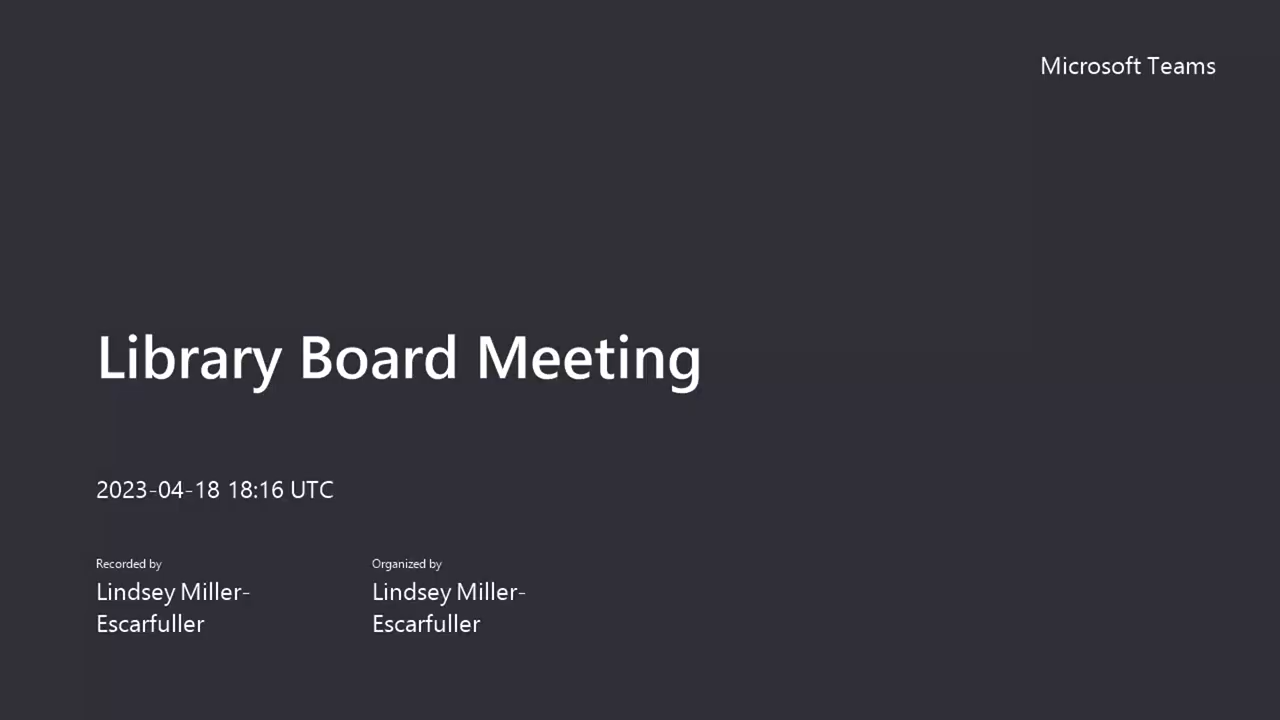 Microsoft Teams
Library Board Meeting
2023-04-18 18:16 UTC
Recorded by
Lindsey Miller-
Escarfuller
Organized by
Lindsey Miller-
Escarfuller